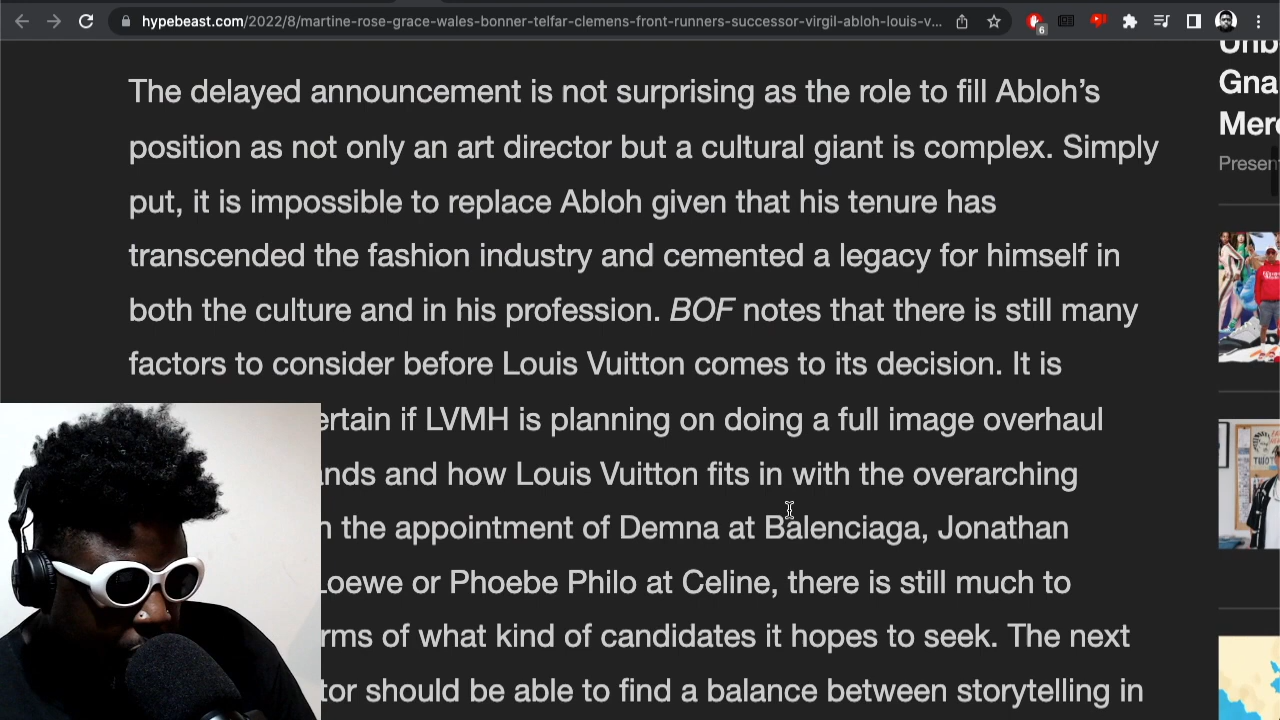 hypebeast.com/2022/8/martine-rose-grace-wales-bonner-telfar-clemens-front-runners-successor-virgil-abloh-louis-v...
6
The delayed announcement is not surprising as the role to fill Abloh's
position as not only an art director but a cultural giant is complex. Simply
put, it is impossible to replace Abloh given that his tenure has
transcended the fashion industry and cemented a legacy for himself in
both the culture and in his profession. BOF notes that there is still many
factors to consider before Louis Vuitton comes to its decision. It is
ertain if LVMH is planning on doing a full image overhaul
ands and how Louis Vuitton fits in with the overarching
n the appointment of Demna at Balenciaga, Jonathan
Loewe or Phoebe Philo at Celine, there is still much to
rms of what kind of candidates it hopes to seek. The next
tor should be able to find a balance between storytelling in
Unb
Gna
Merc
Presen